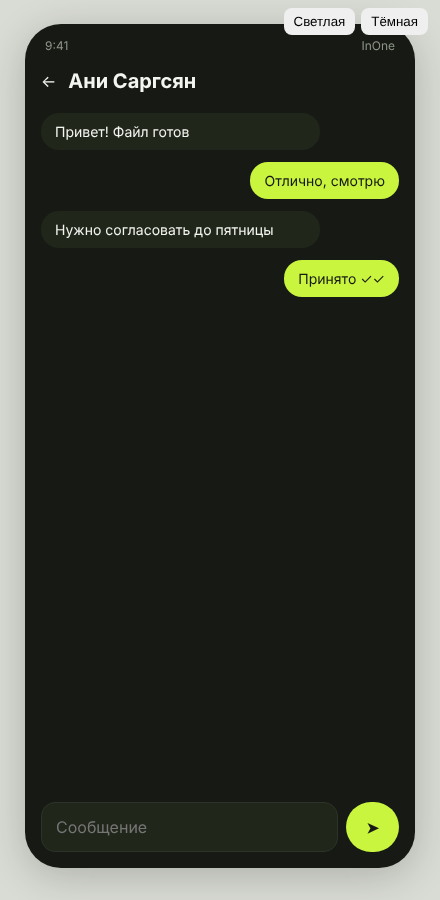 Светлая Тёмная
9:41 InOne
← Ани Саргсян
Привет! Файл готов
Отлично, смотрю
Нужно согласовать до пятницы
Принято ✓✓
Сообщение ➤